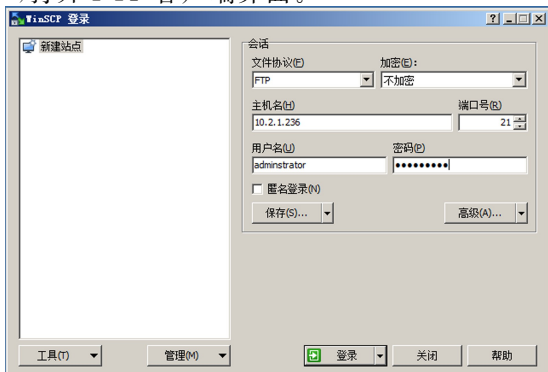 WinSCP 登录
新建站点
会话
文件协议(F) 加密(E):
FTP 不加密
主机名(H) 端口号(R)
10.2.1.236 21
用户名(U) 密码(P)
adminstrator ●●●●●●●●●
匿名登录(N)
保存(S)... 高级(A)...
工具(T) 管理(M) 登录 关闭 帮助